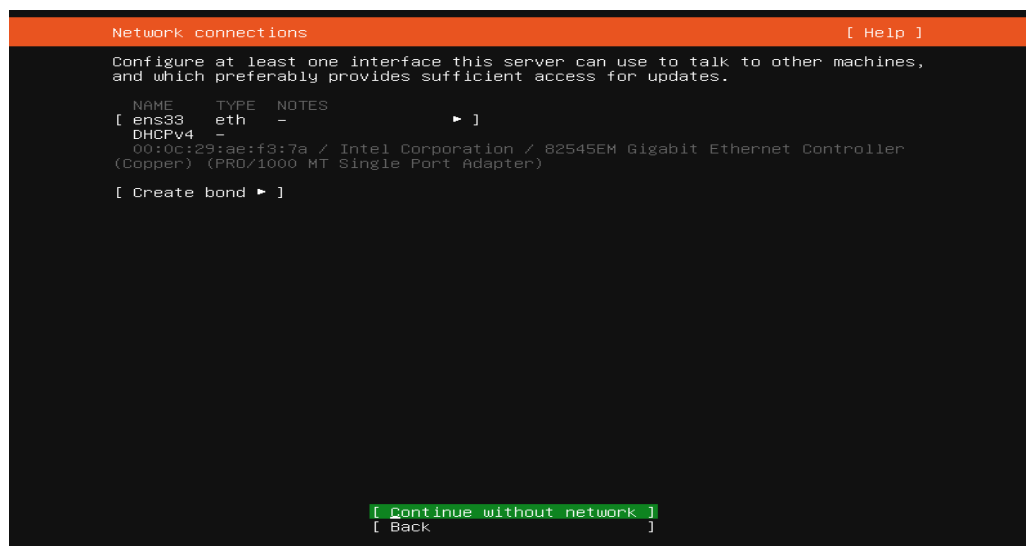 Network connections [ Help ]
Configure at least one interface this server can use to talk to other machines,
and which preferably provides sufficient access for updates.
NAME TYPE NOTES
[ ens33 eth - ▸ ]
DHCPv4 -
00:0c:29:ae:f3:7a / Intel Corporation / 82545EM Gigabit Ethernet Controller
(Copper) (PRO/1000 MT Single Port Adapter)
[ Create bond ▸ ]
[ Continue without network ]
[ Back ]